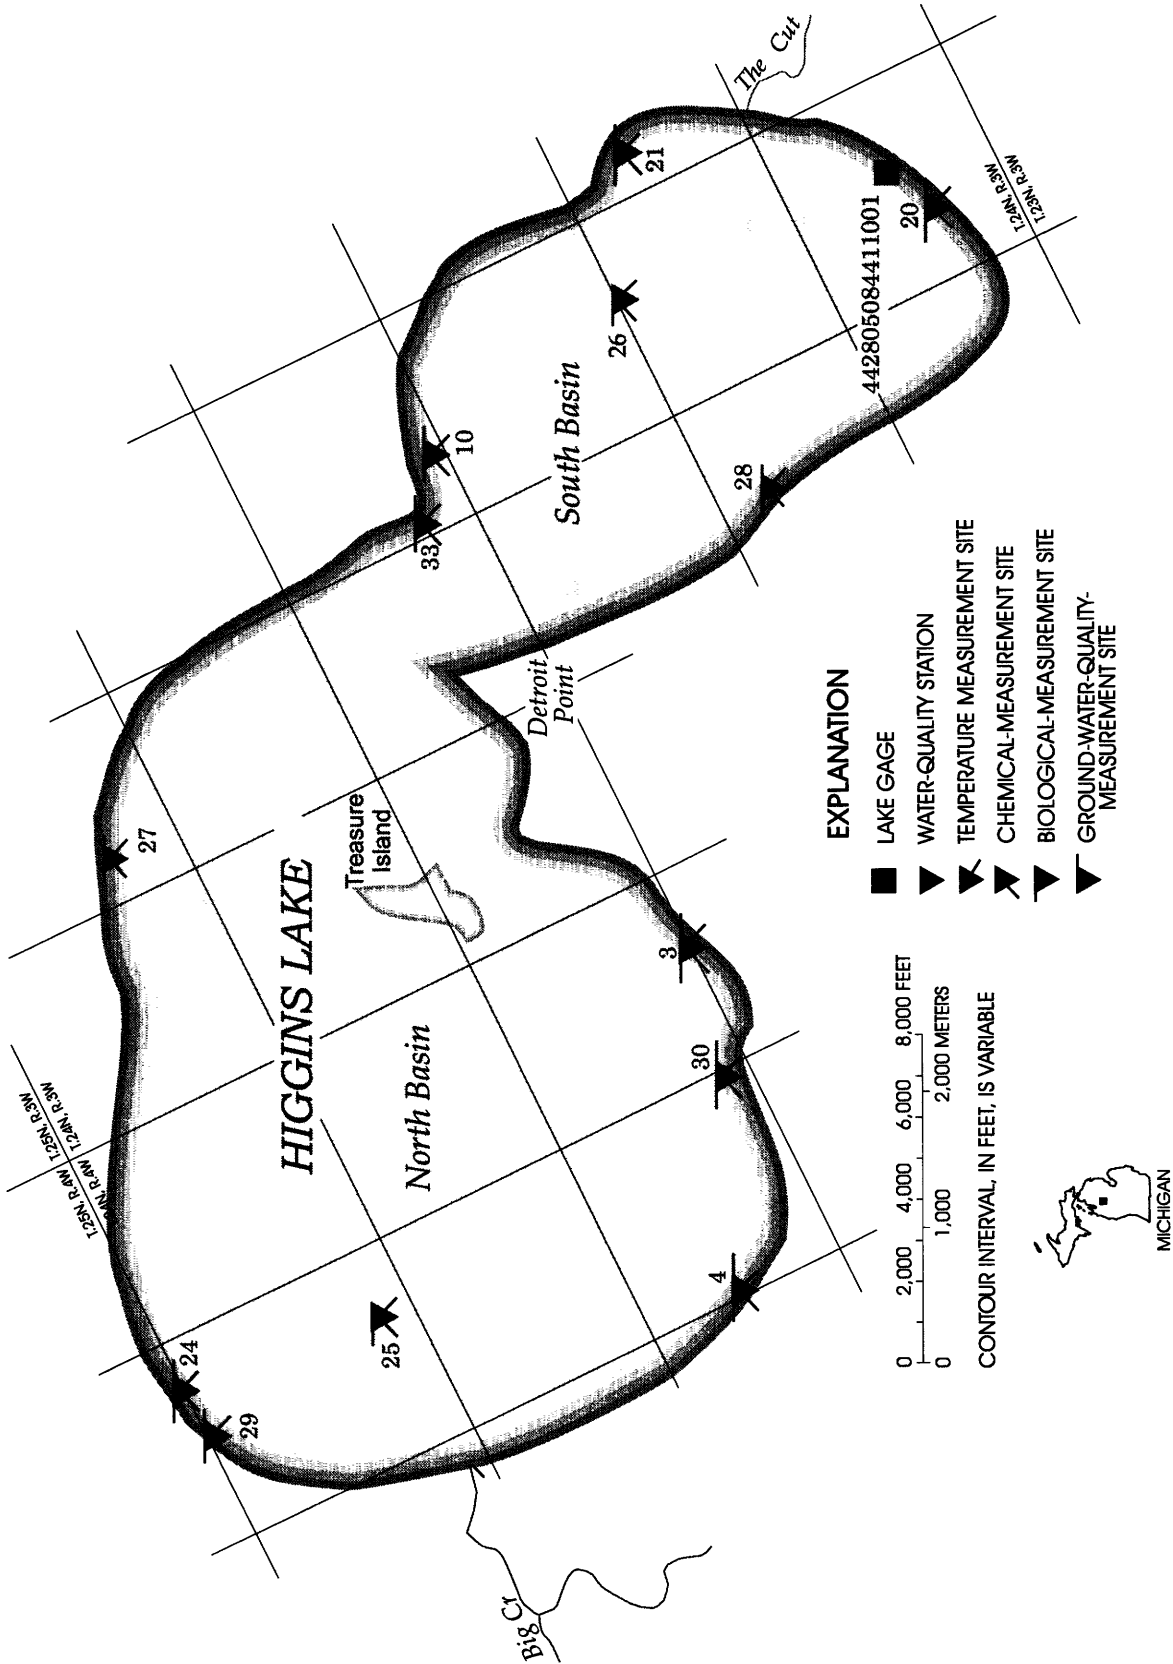 Big Cr
29
24
25
T.25N, R.4W
T.25N, R.3W
T.24N, R.3W
HIGGINS LAKE
North Basin
Treasure
Island
27
4
30
3
Detroit
Point
33
10
South Basin
26
28
21
20
442805084411001
The Cut
T.24N, R.3W
T.23N, R.3W
EXPLANATION
LAKE GAGE
WATER-QUALITY STATION
TEMPERATURE MEASUREMENT SITE
CHEMICAL-MEASUREMENT SITE
BIOLOGICAL-MEASUREMENT SITE
GROUND-WATER-QUALITY-
MEASUREMENT SITE
0 2,000 4,000 6,000 8,000 FEET
0 1,000 2,000 METERS
CONTOUR INTERVAL, IN FEET, IS VARIABLE
MICHIGAN